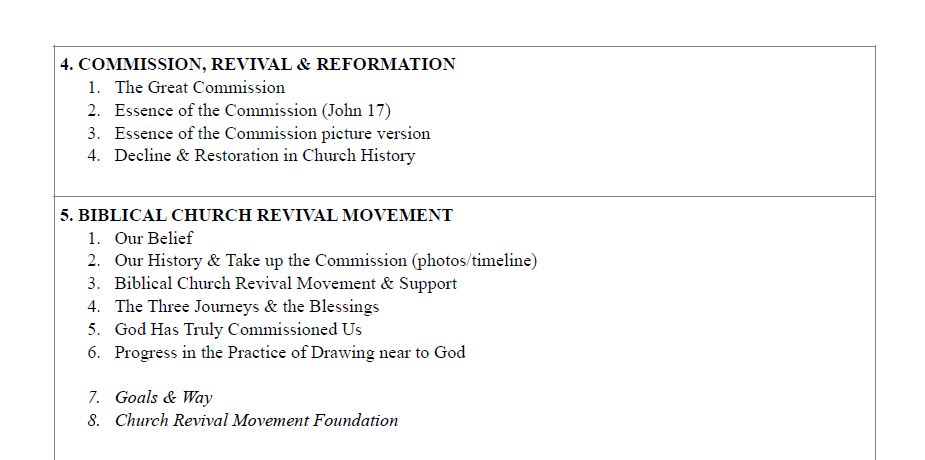 4. COMMISSION, REVIVAL & REFORMATION
1. The Great Commission
2. Essence of the Commission (John 17)
3. Essence of the Commission picture version
4. Decline & Restoration in Church History
5. BIBLICAL CHURCH REVIVAL MOVEMENT
1. Our Belief
2. Our History & Take up the Commission (photos/timeline)
3. Biblical Church Revival Movement & Support
4. The Three Journeys & the Blessings
5. God Has Truly Commissioned Us
6. Progress in the Practice of Drawing near to God
7. Goals & Way
8. Church Revival Movement Foundation